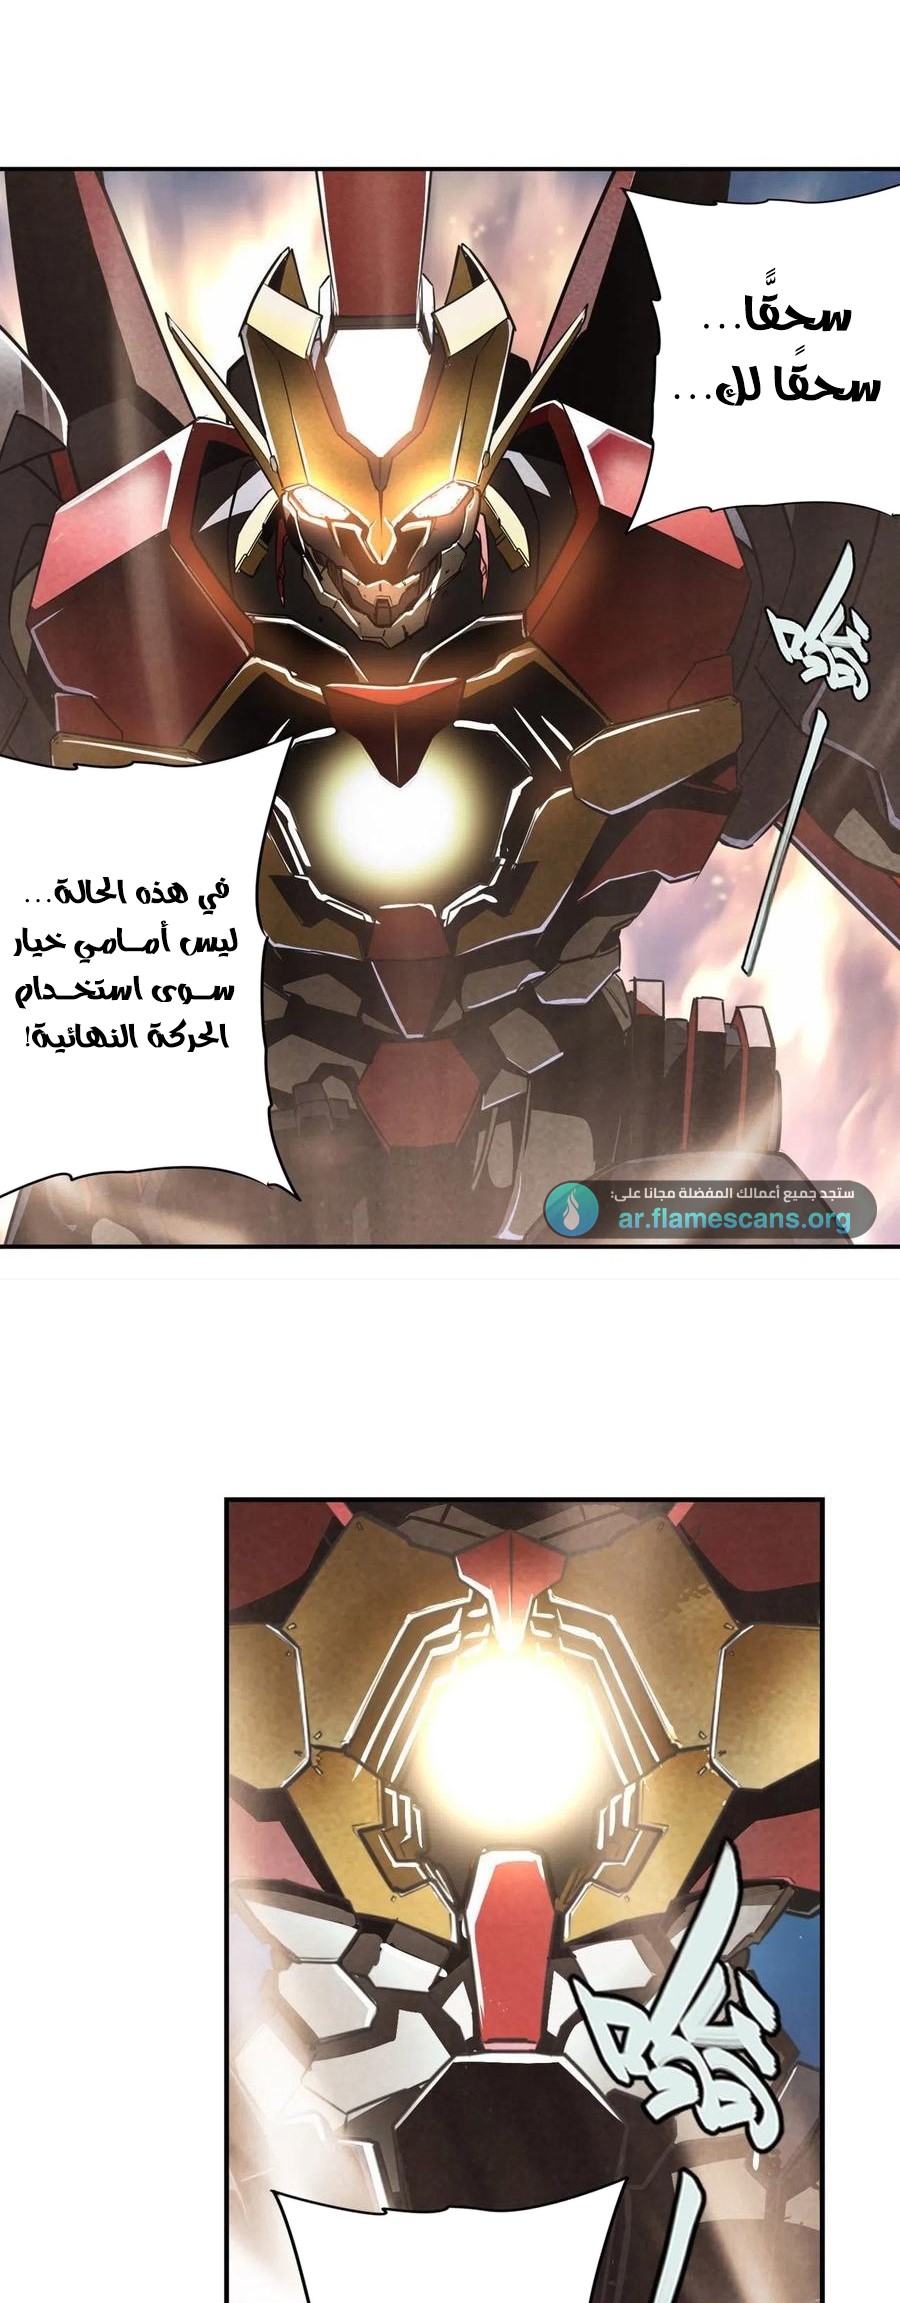 سحقًّا...
سحقًا لك...
في هذه الحالة...
ليس أمامي خيار
سوى استخدام
الحركة النهائية!
ستجد جميع أعمالك المفضلة مجانا على:
ar.flamescans.org